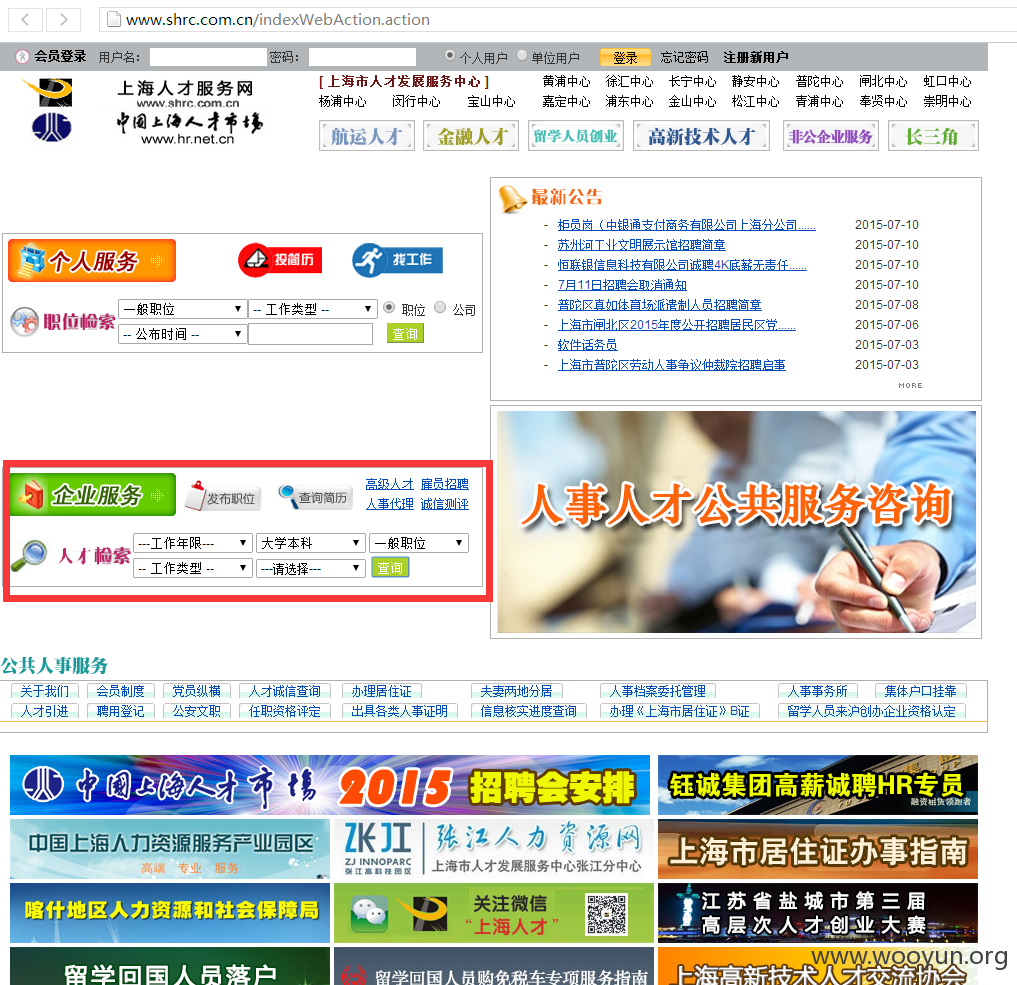 www.shrc.com.cn/indexWebAction.action
会员登录 用户名: 密码: 个人用户 单位用户 登录 忘记密码 注册新用户
上海人才服务网
www.shrc.com.cn
中国上海人才市场
www.hr.net.cn
[ 上海市人才发展服务中心 ] 黄浦中心 徐汇中心 长宁中心 静安中心 普陀中心 闸北中心 虹口中心
杨浦中心 闵行中心 宝山中心 嘉定中心 浦东中心 金山中心 松江中心 青浦中心 奉贤中心 崇明中心
航运人才 金融人才 留学人员创业 高新技术人才 非公企业服务 长三角
个人服务 投简历 找工作
职位检索 一般职位 -- 工作类型 -- 职位 公司
-- 公布时间 -- 查询
最新公告
- 柜员岗（中银通支付商务有限公司上海分公司...... 2015-07-10
- 苏州河工业文明展示馆招聘简章 2015-07-10
- 恒联银信息科技有限公司诚聘4K底薪无责任...... 2015-07-10
- 7月11日招聘会取消通知 2015-07-10
- 普陀区真如体育场派遣制人员招聘简章 2015-07-08
- 上海市闸北区2015年度公开招聘居民区党...... 2015-07-06
- 软件话务员 2015-07-03
- 上海市普陀区劳动人事争议仲裁院招聘启事 2015-07-03
MORE
企业服务 发布职位 查询简历 高级人才 雇员招聘
人事代理 诚信测评
人才检索 ---工作年限--- 大学本科 一般职位
-- 工作类型 -- ---请选择--- 查询
人事人才公共服务咨询
公共人事服务
关于我们 会员制度 党员纵横 人才诚信查询 办理居住证 夫妻两地分居 人事档案委托管理 人事事务所 集体户口挂靠
人才引进 聘用登记 公安文职 任职资格评定 出具各类人事证明 信息核实进度查询 办理《上海市居住证》B证 留学人员来沪创办企业资格认定
中国上海人才市场 2015 招聘会安排
钰诚集团高薪诚聘HR专员
融资租赁领跑者
中国上海人力资源服务产业园区
高端 专业 服务
ZJ INNOPARC
张江高科技园区
张江人力资源网
上海市人才发展服务中心张江分中心
上海市居住证办事指南
喀什地区人力资源和社会保障局
关注微信
“上海人才”
江苏省盐城市第三届
高层次人才创业大赛
留学回国人员落户
留学回国人员购免税车专项服务指南
上海高新技术人才交流协会
www.wooyun.org